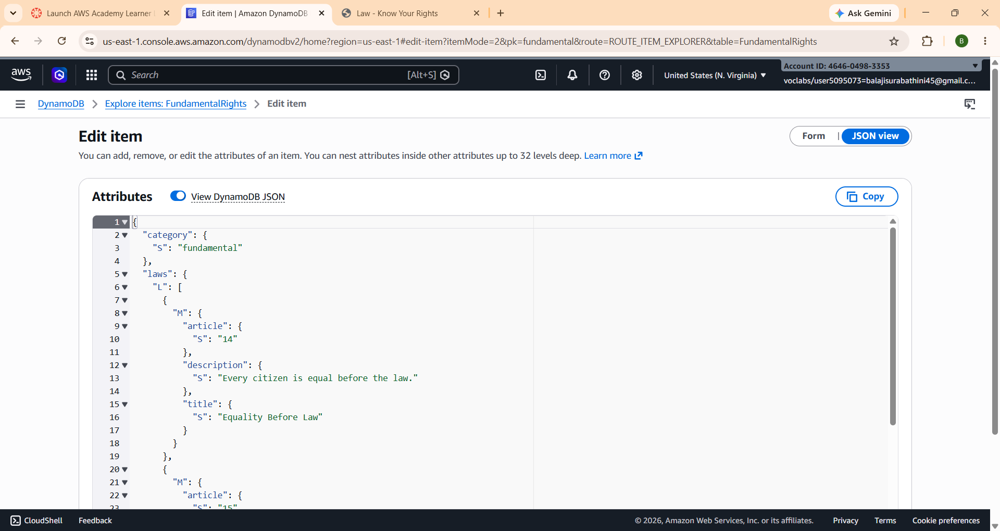 Launch AWS Academy Learner L
Edit item | Amazon DynamoDB
Law - Know Your Rights
Ask Gemini
us-east-1.console.aws.amazon.com/dynamodbv2/home?region=us-east-1#edit-item?itemMode=2&pk=fundamental&route=ROUTE_ITEM_EXPLORER&table=FundamentalRights
B
aws
Search
[Alt+S]
United States (N. Virginia)
Account ID: 4646-0498-3353
voclabs/user5095073=balajisurabathini45@gmail.c...
DynamoDB > Explore items: FundamentalRights > Edit item
Edit item
Form | JSON view
You can add, remove, or edit the attributes of an item. You can nest attributes inside other attributes up to 32 levels deep. Learn more
Attributes
View DynamoDB JSON
Copy
1 {
2 "category": {
3 "S": "fundamental"
4 },
5 "laws": {
6 "L": [
7 {
8 "M": {
9 "article": {
10 "S": "14"
11 },
12 "description": {
13 "S": "Every citizen is equal before the law."
14 },
15 "title": {
16 "S": "Equality Before Law"
17 }
18 }
19 },
20 {
21 "M": {
22 "article": {
23 "S": "15"
CloudShell
Feedback
© 2026, Amazon Web Services, Inc. or its affiliates.
Privacy
Terms
Cookie preferences